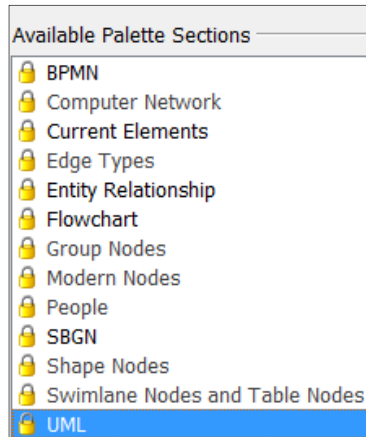 Available Palette Sections
BPMN
Computer Network
Current Elements
Edge Types
Entity Relationship
Flowchart
Group Nodes
Modern Nodes
People
SBGN
Shape Nodes
Swimlane Nodes and Table Nodes
UML